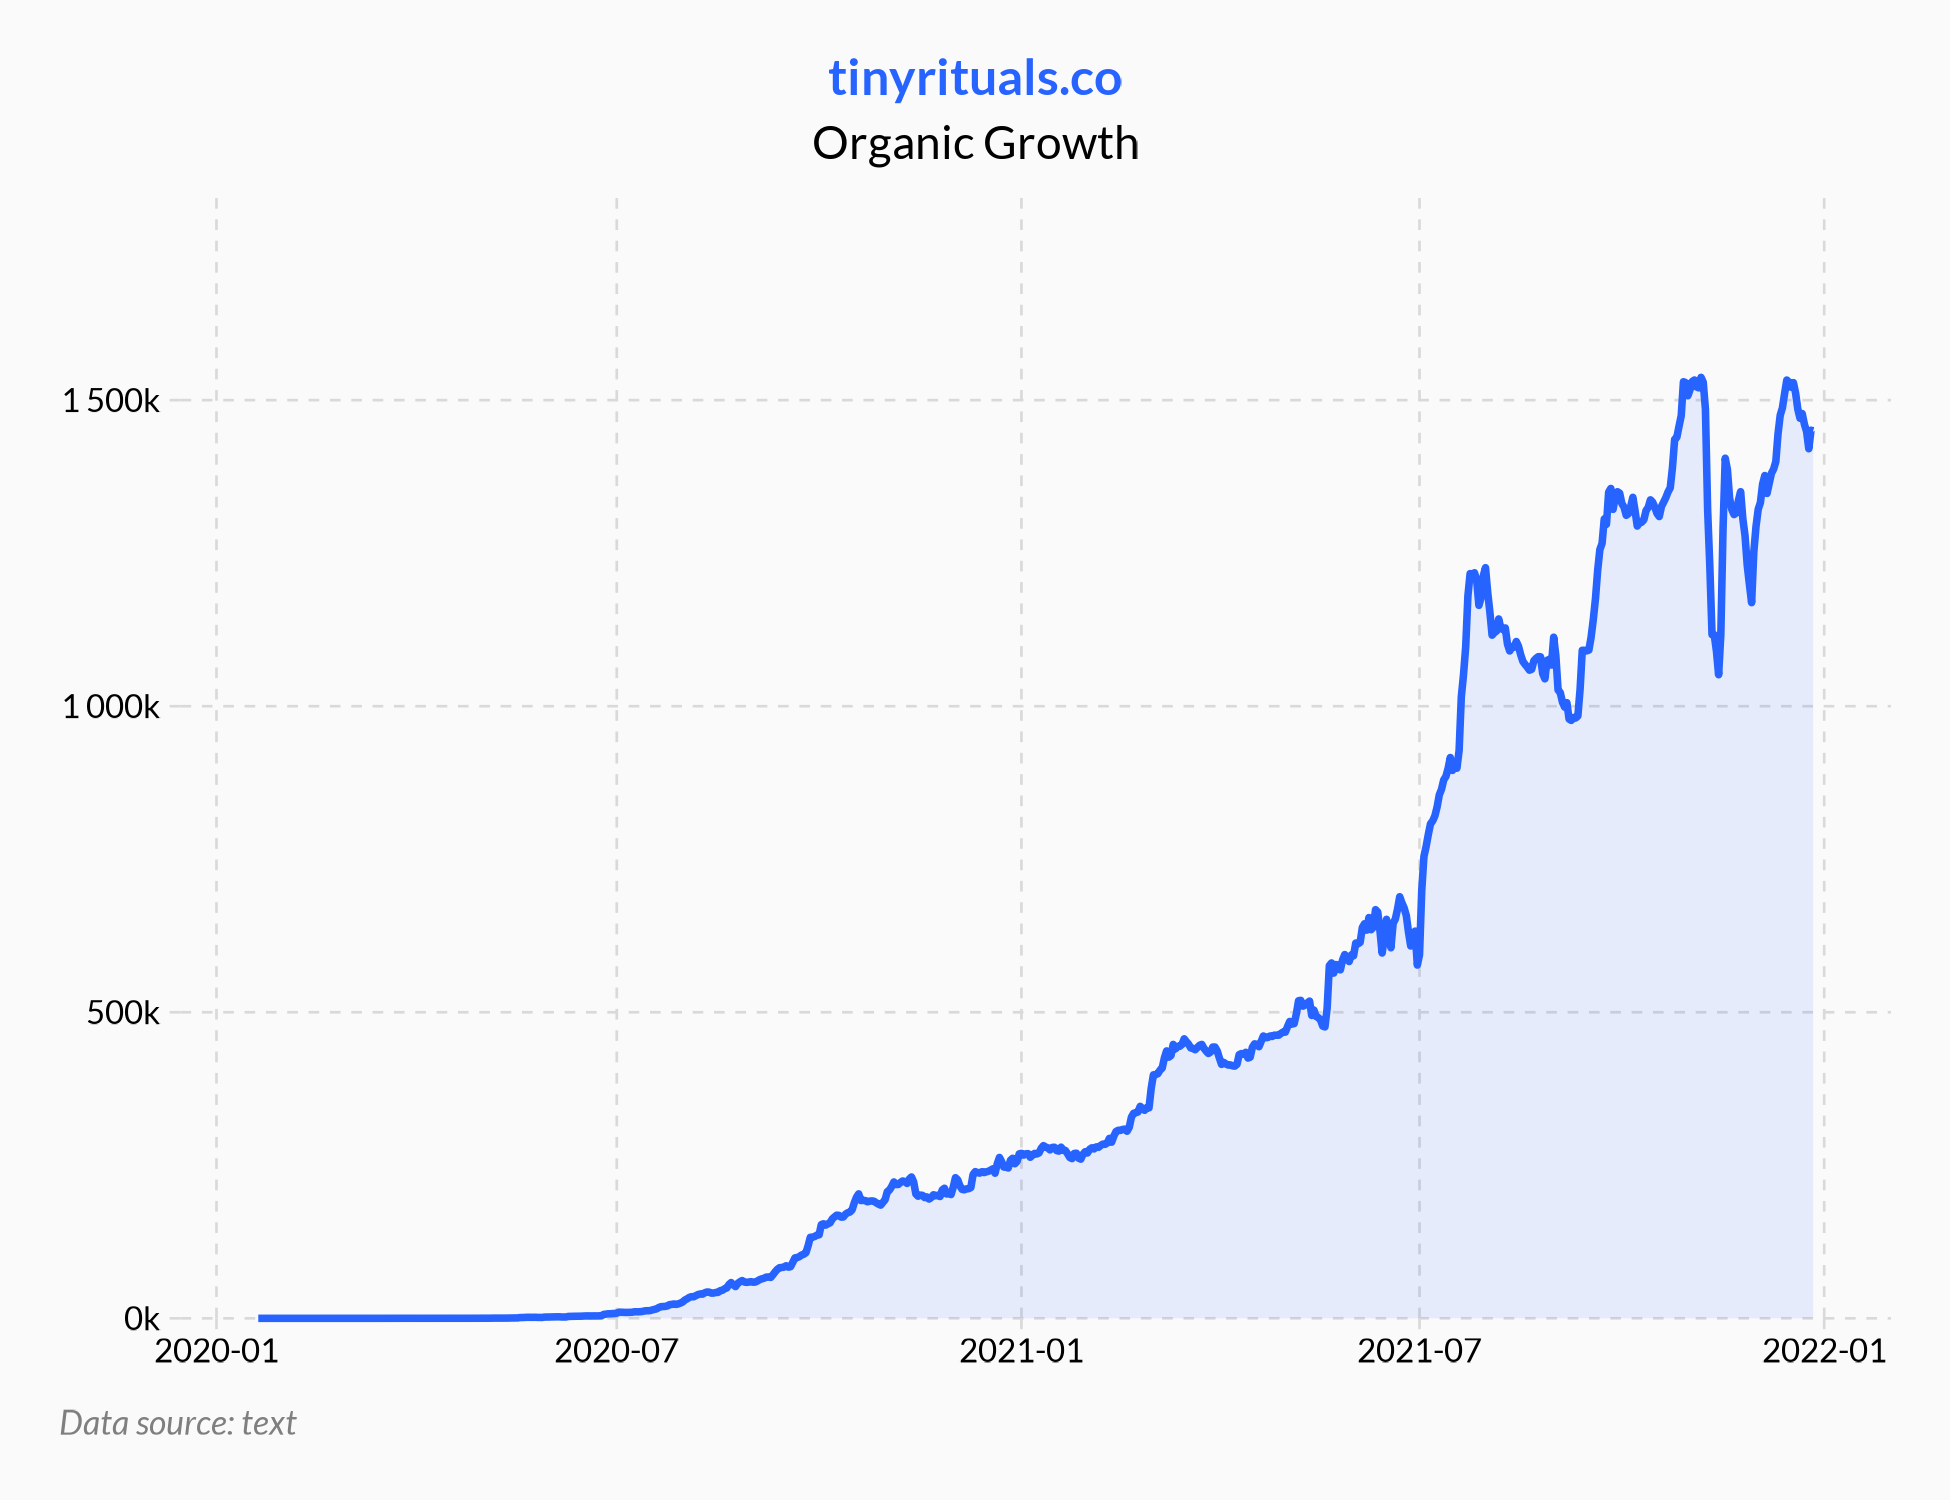 tinyrituals.co
Organic Growth
1 500k
1 000k
500k
0k
2020-01 2020-07 2021-01 2021-07 2022-01
Data source: text